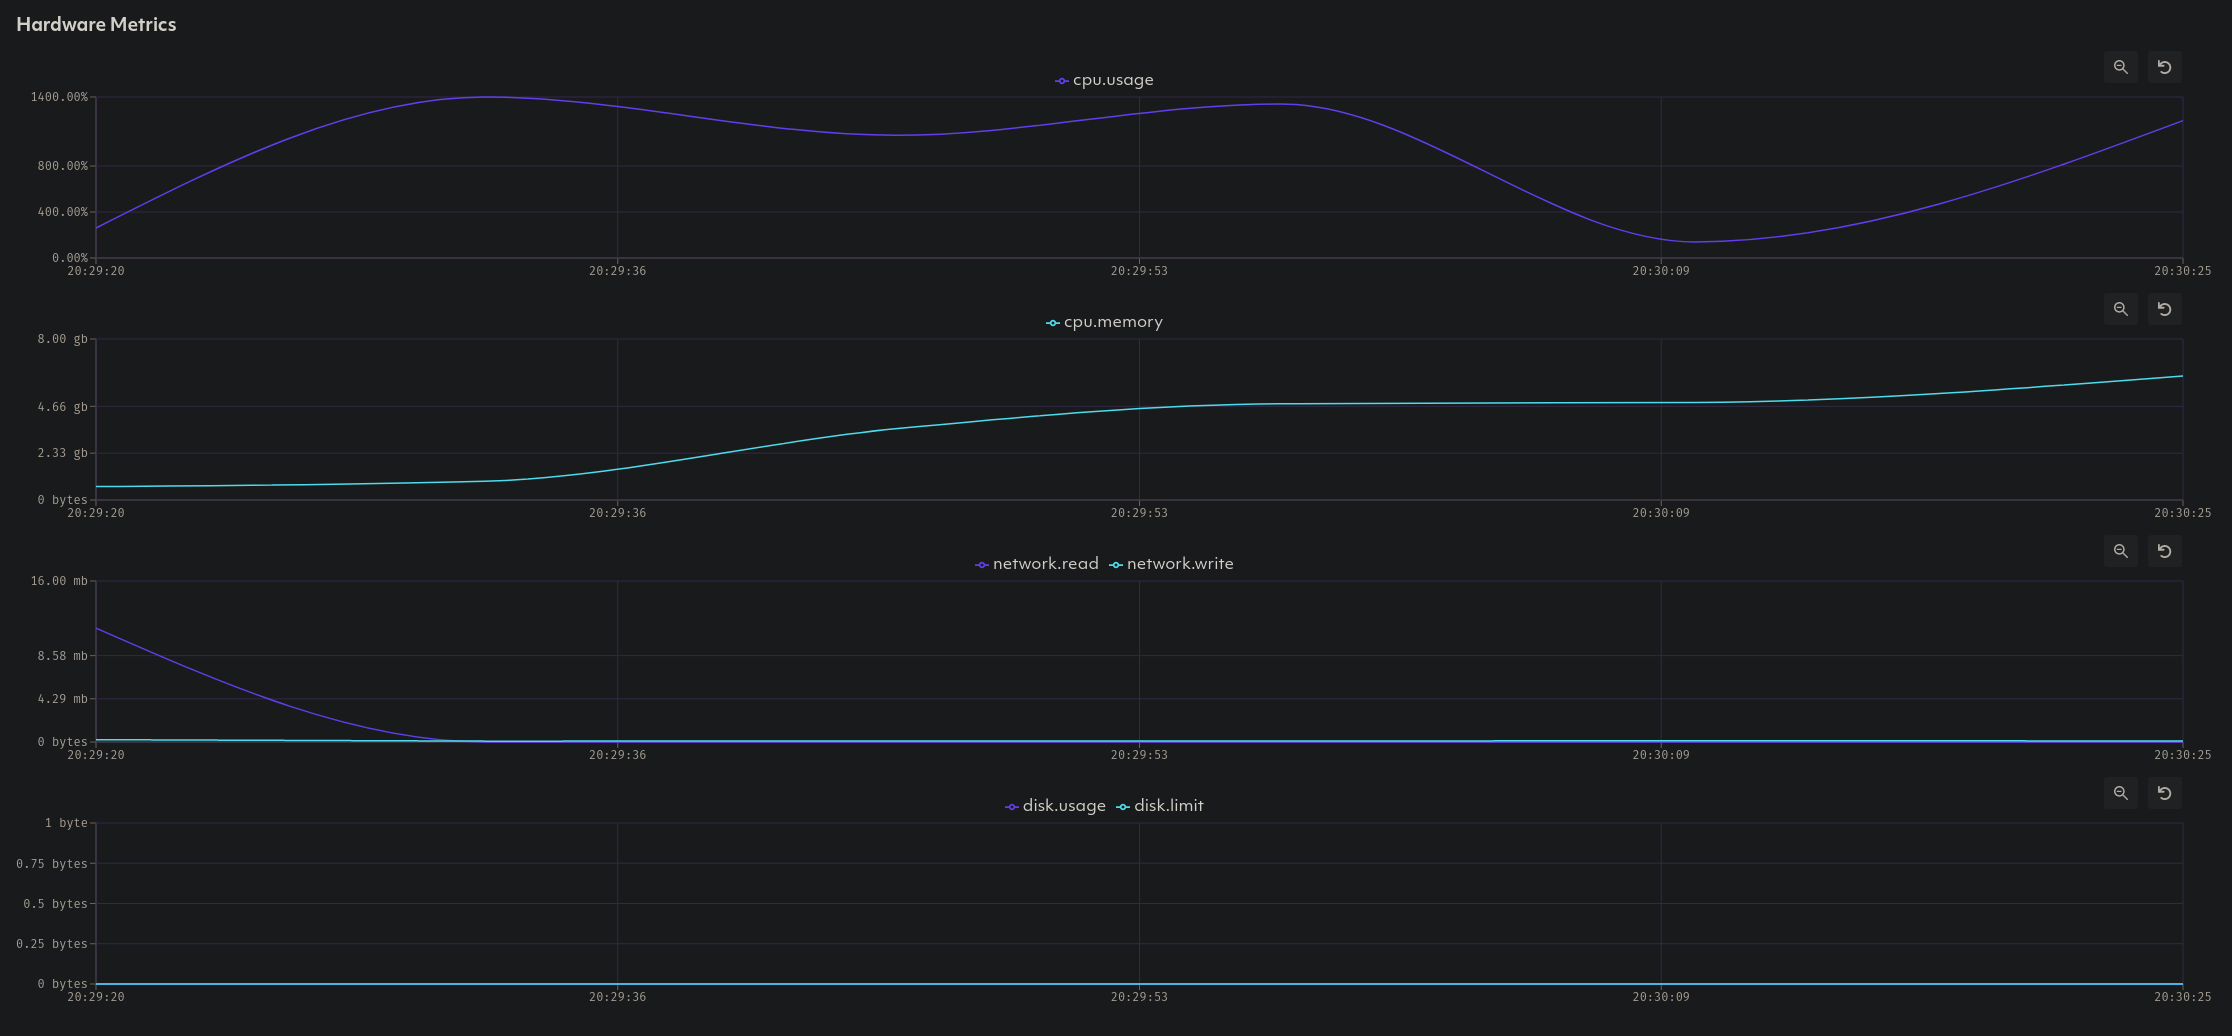 Hardware Metrics
cpu.usage
1400.00%
800.00%
400.00%
0.00%
20:29:20 20:29:36 20:29:53 20:30:09 20:30:25
cpu.memory
8.00 gb
4.66 gb
2.33 gb
0 bytes
20:29:20 20:29:36 20:29:53 20:30:09 20:30:25
network.read network.write
16.00 mb
8.58 mb
4.29 mb
0 bytes
20:29:20 20:29:36 20:29:53 20:30:09 20:30:25
disk.usage disk.limit
1 byte
0.75 bytes
0.5 bytes
0.25 bytes
0 bytes
20:29:20 20:29:36 20:29:53 20:30:09 20:30:25